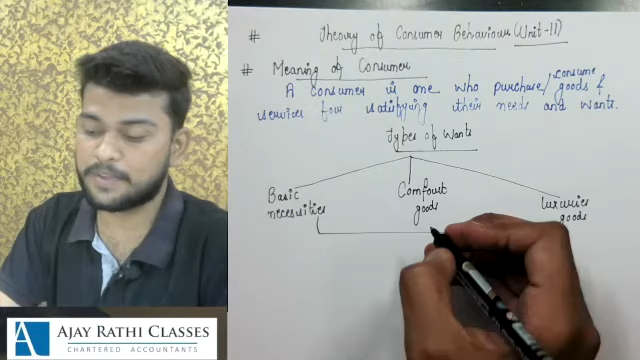 # Theory of Consumer Behaviour (Unit-II)
# Meaning of Consumer
A consumer is one who purchase/consume goods &
services for satisfying their needs and wants.
Types of Wants
Basic necessities
Comfourt goods
luxuries goods
A AJAY RATHI CLASSES
CHARTERED ACCOUNTANTS